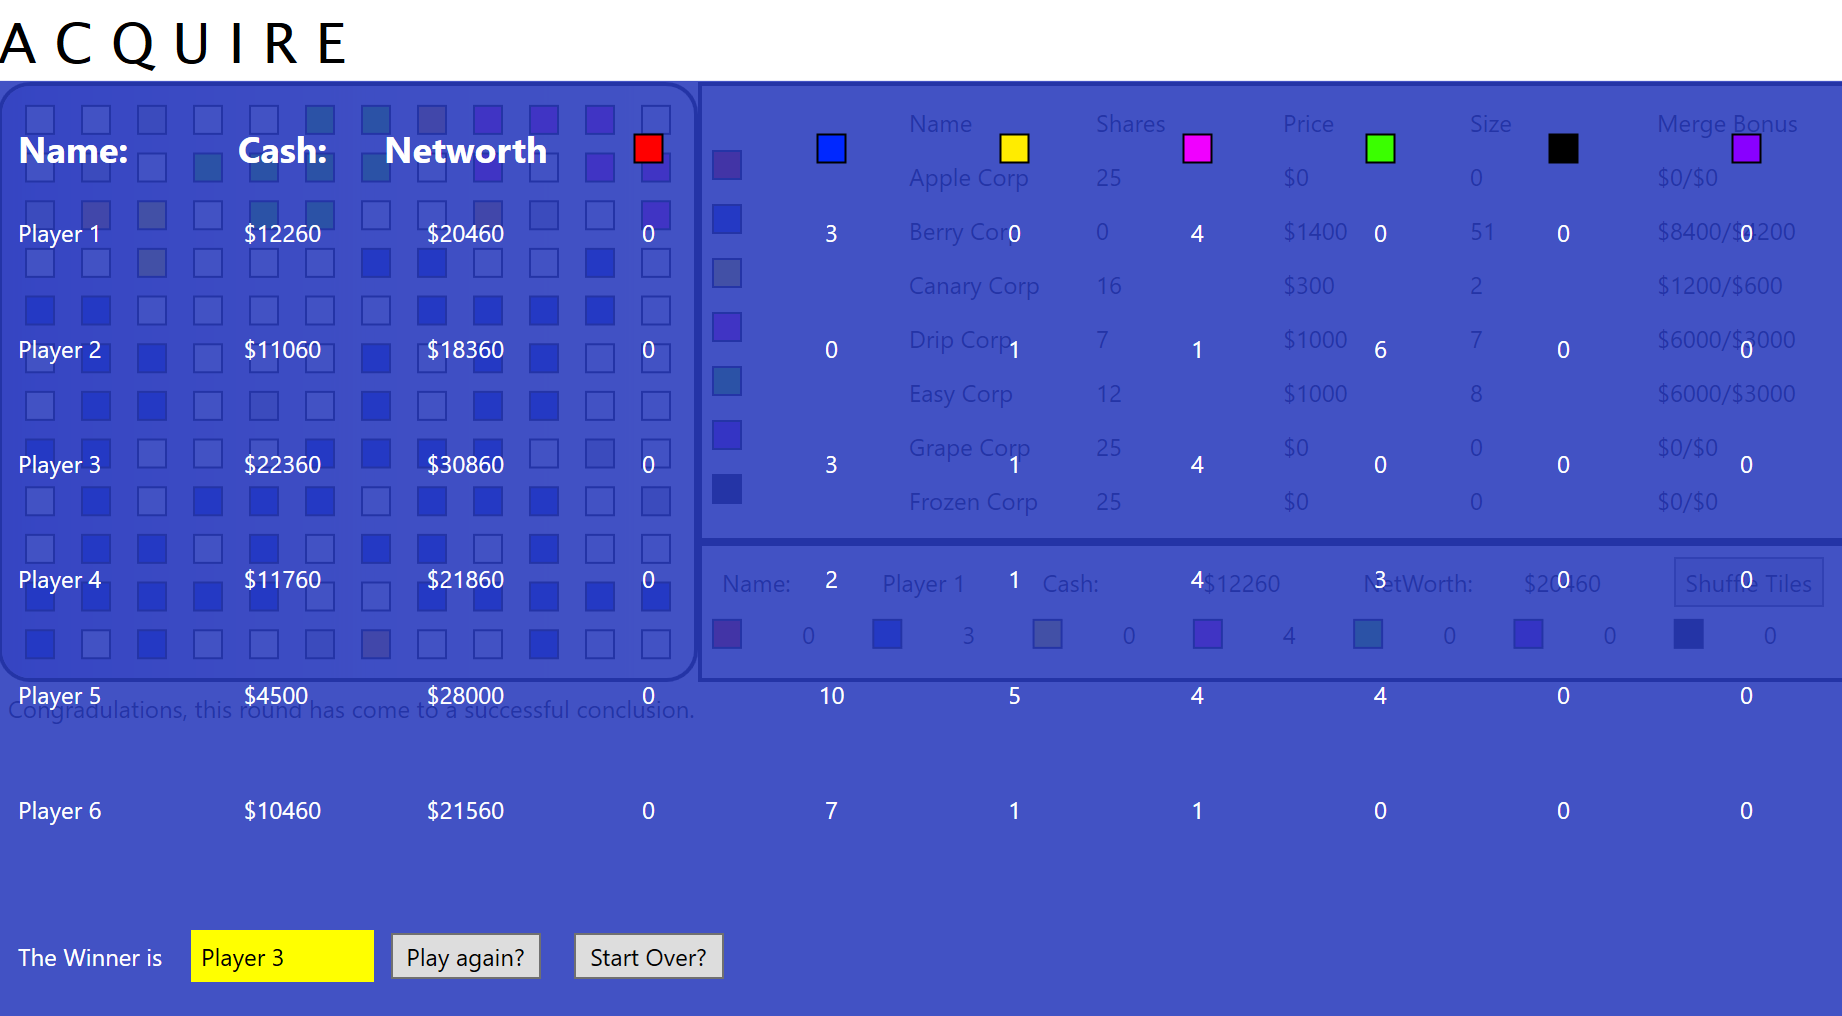 A C Q U I R E
Name Shares Price Size Merge Bonus
Name: Cash: Networth
Apple Corp 25 $0 0 $0/$0
Player 1 $12260 $20460 0 3 0 4 0 0 0
Berry Corp 0 $1400 51 $8400/$4200
Canary Corp 16 $300 2 $1200/$600
Drip Corp 7 $1000 7 $6000/$3000
Player 2 $11060 $18360 0 0 1 1 6 0 0
Easy Corp 12 $1000 8 $6000/$3000
Grape Corp 25 $0 0 $0/$0
Player 3 $22360 $30860 0 3 1 4 0 0 0
Frozen Corp 25 $0 0 $0/$0
Player 4 $11760 $21860 0 2 1 4 3 0 0
Name: Player 1 Cash: $12260 NetWorth: $20460 Shuffle Tiles
0 3 0 4 0 0 0
Player 5 $4500 $28000 0 10 5 4 4 0 0
Congradulations, this round has come to a successful conclusion.
Player 6 $10460 $21560 0 7 1 1 0 0 0
The Winner is Player 3 Play again? Start Over?